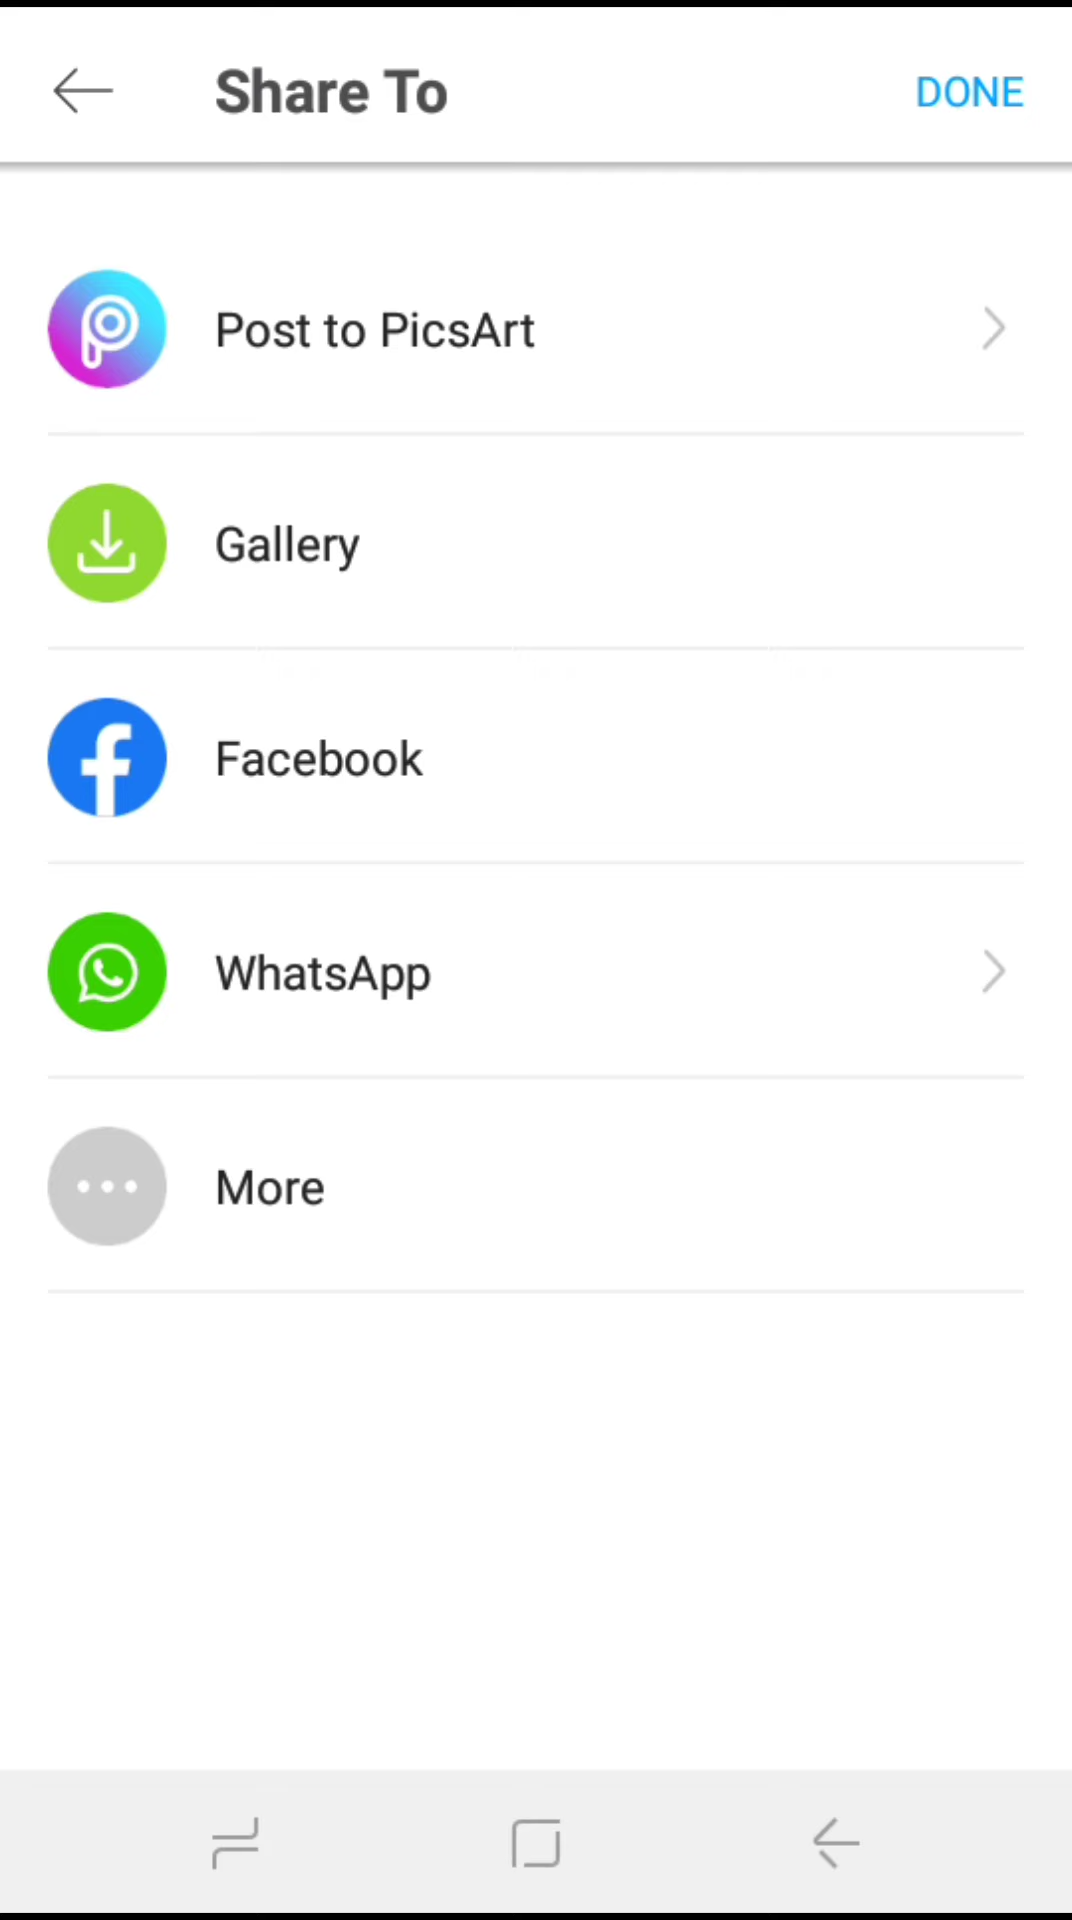 Share To
DONE
Post to PicsArt
Gallery
Facebook
WhatsApp
More